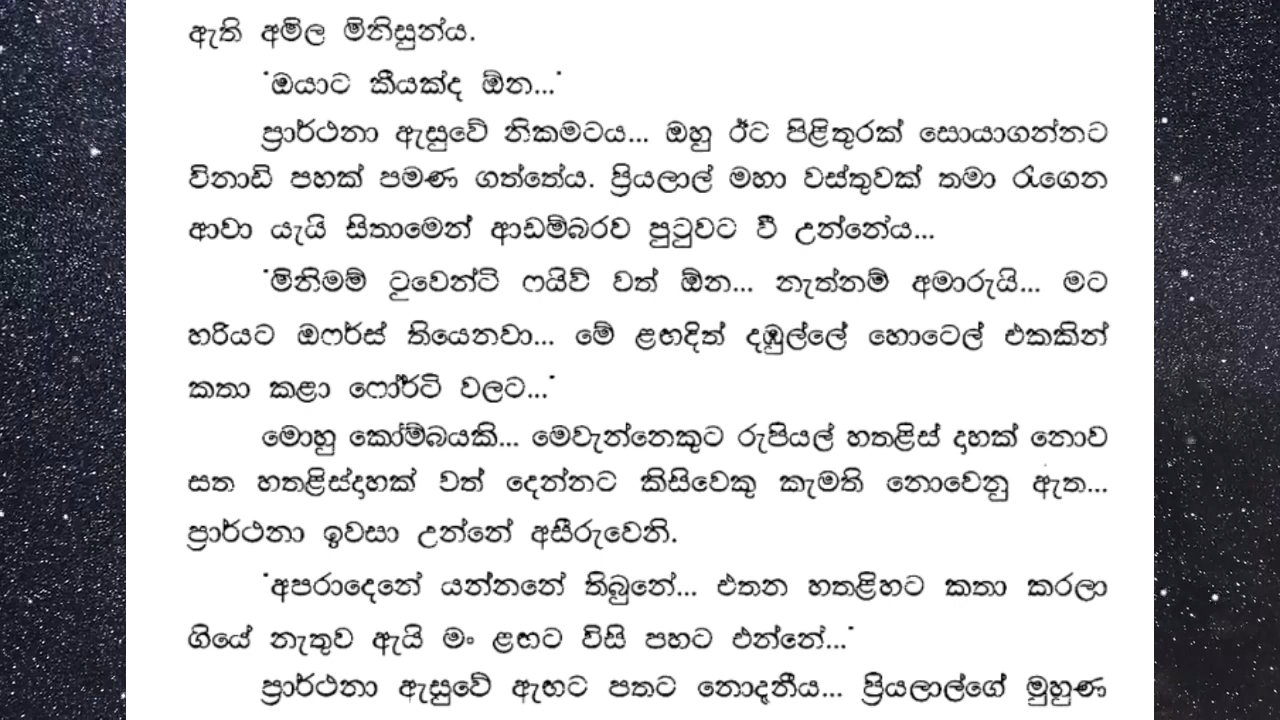 ඇති අමිල මිනිසුන්ය.
"ඔයාට කීයක්ද ඕන..."
ප්‍රාර්ථනා ඇසුවේ නිකමටය... ඔහු ඊට පිළිතුරක් සොයාගන්නට
විනාඩි පහක් පමණ ගත්තේය. ප්‍රියලාල් මහා වස්තුවක් තමා රැගෙන
ආවා යැයි සිතාමෙන් ආඩම්බරව පුටුවට වී උන්නේය...
"මිනිමම් ටුවෙන්ටි ෆයිව් වත් ඕන... නැත්නම් අමාරුයි... මට
හරියට ඔෆර්ස් තියෙනවා... මේ ළඟදිත් දඹුල්ලේ හොටෙල් එකකින්
කතා කළා ෆෝර්ටි වලට..."
මොහු කෝම්බයකි... මෙවැන්නෙකුට රුපියල් හතළිස් දාහක් නොව
සත හතළිස්දාහක් වත් දෙන්නට කිසිවෙකු කැමති නොවෙනු ඇත...
ප්‍රාර්ථනා ඉවසා උන්නේ අසීරුවෙනි.
"අපරාදෙනේ යන්නනේ තිබුනේ... එතන හතළිහට කතා කරලා
ගියේ නැතුව ඇයි මං ළඟට විසි පහට එන්නේ..."
ප්‍රාර්ථනා ඇසුවේ ඇඟට පතට නොදැනීය... ප්‍රියලාල්ගේ මුහුණ